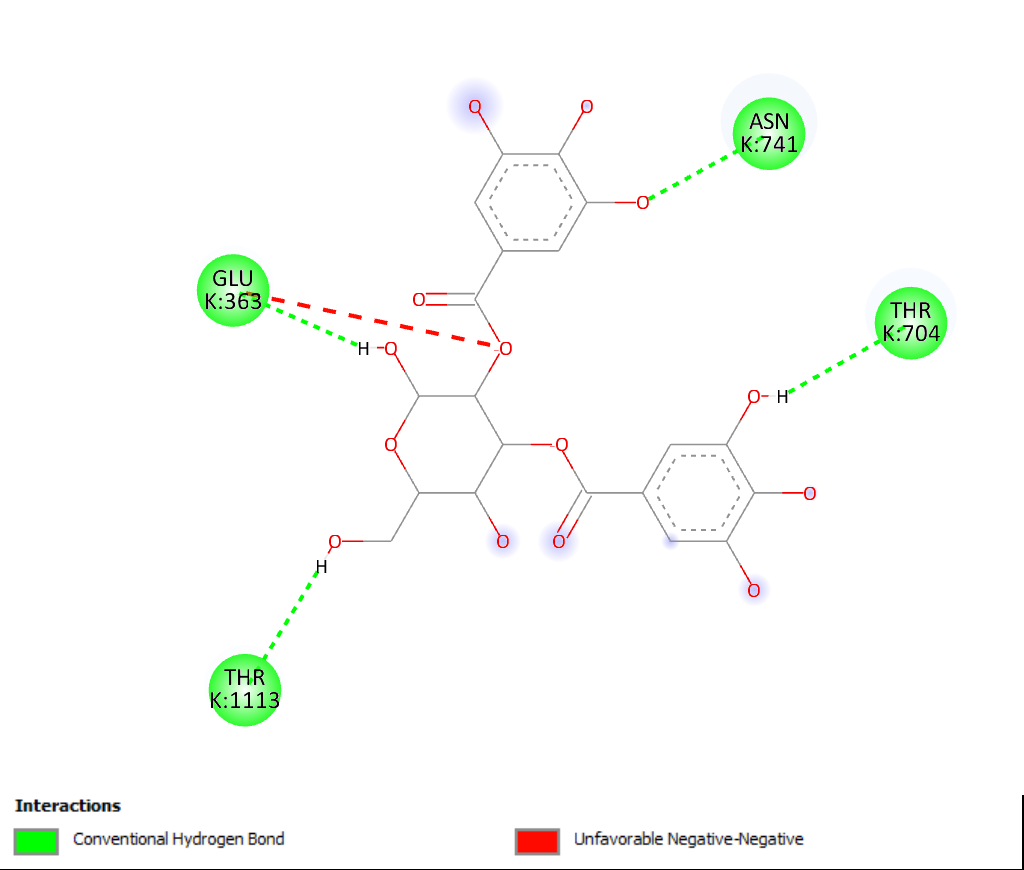 O O
ASN
K:741
O
GLU
K:363
O
THR
K:704
H O
O
O H
O
O
O
O
O
O
O
H
O
THR
K:1113
Interactions
Conventional Hydrogen Bond
Unfavorable Negative-Negative